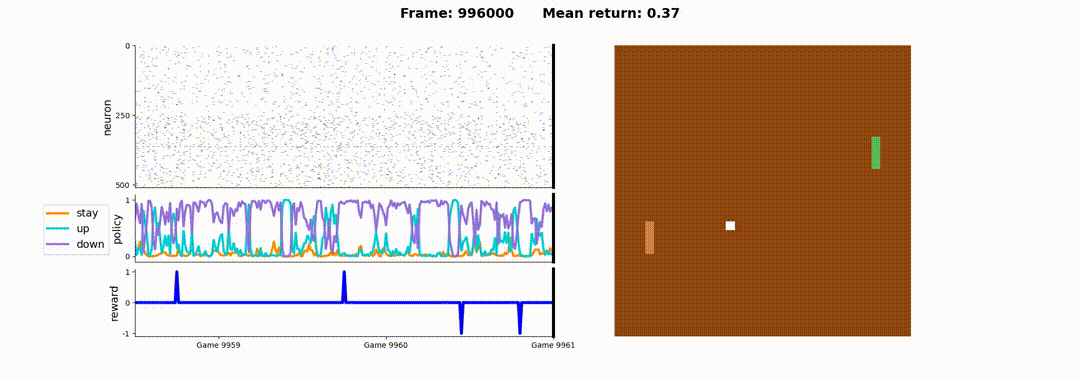 Frame: 996000 Mean return: 0.37
0
250
500
neuron
stay
up
down
1
0
policy
1
0
-1
reward
Game 9959 Game 9960 Game 9961